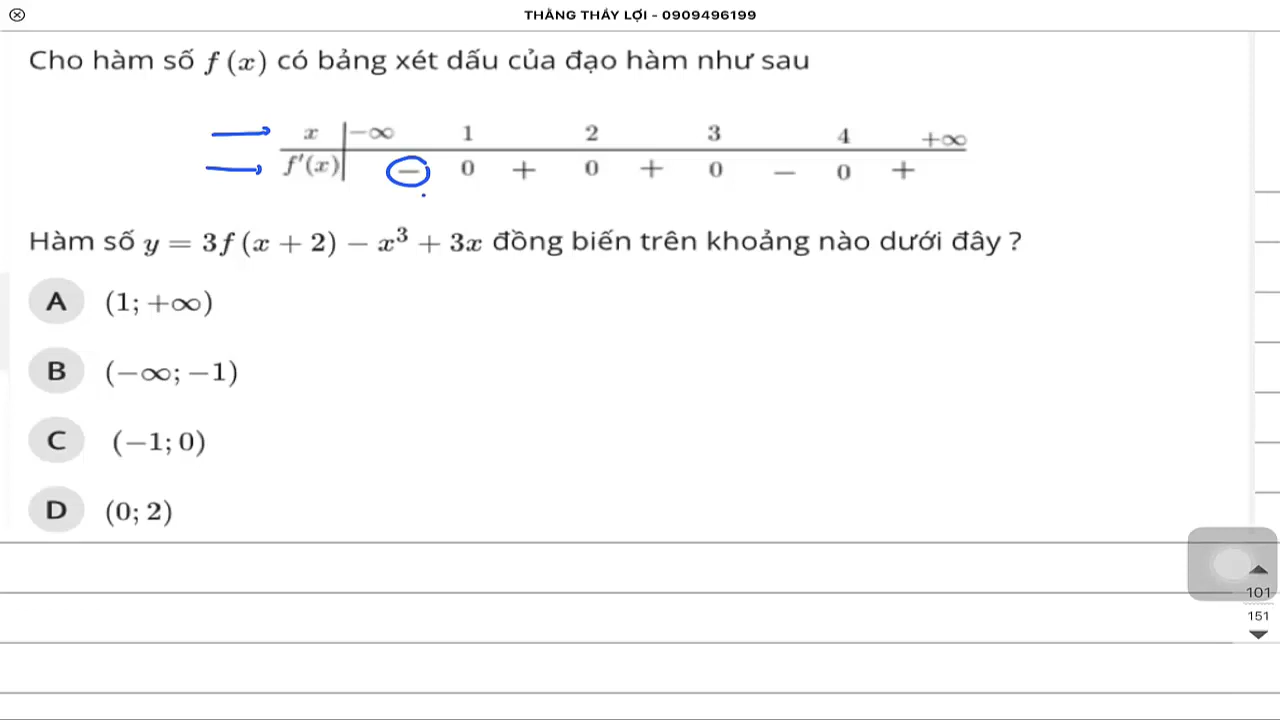 THẦNG THẦY LỢI - 0909496199
Cho hàm số f (x) có bảng xét dấu của đạo hàm như sau
x −∞ 1 2 3 4 +∞
f′(x) − 0 + 0 + 0 − 0 +
Hàm số y = 3f (x + 2) − x³ + 3x đồng biến trên khoảng nào dưới đây ?
A (1; +∞)
B (−∞; −1)
C (−1; 0)
D (0; 2)
101
151